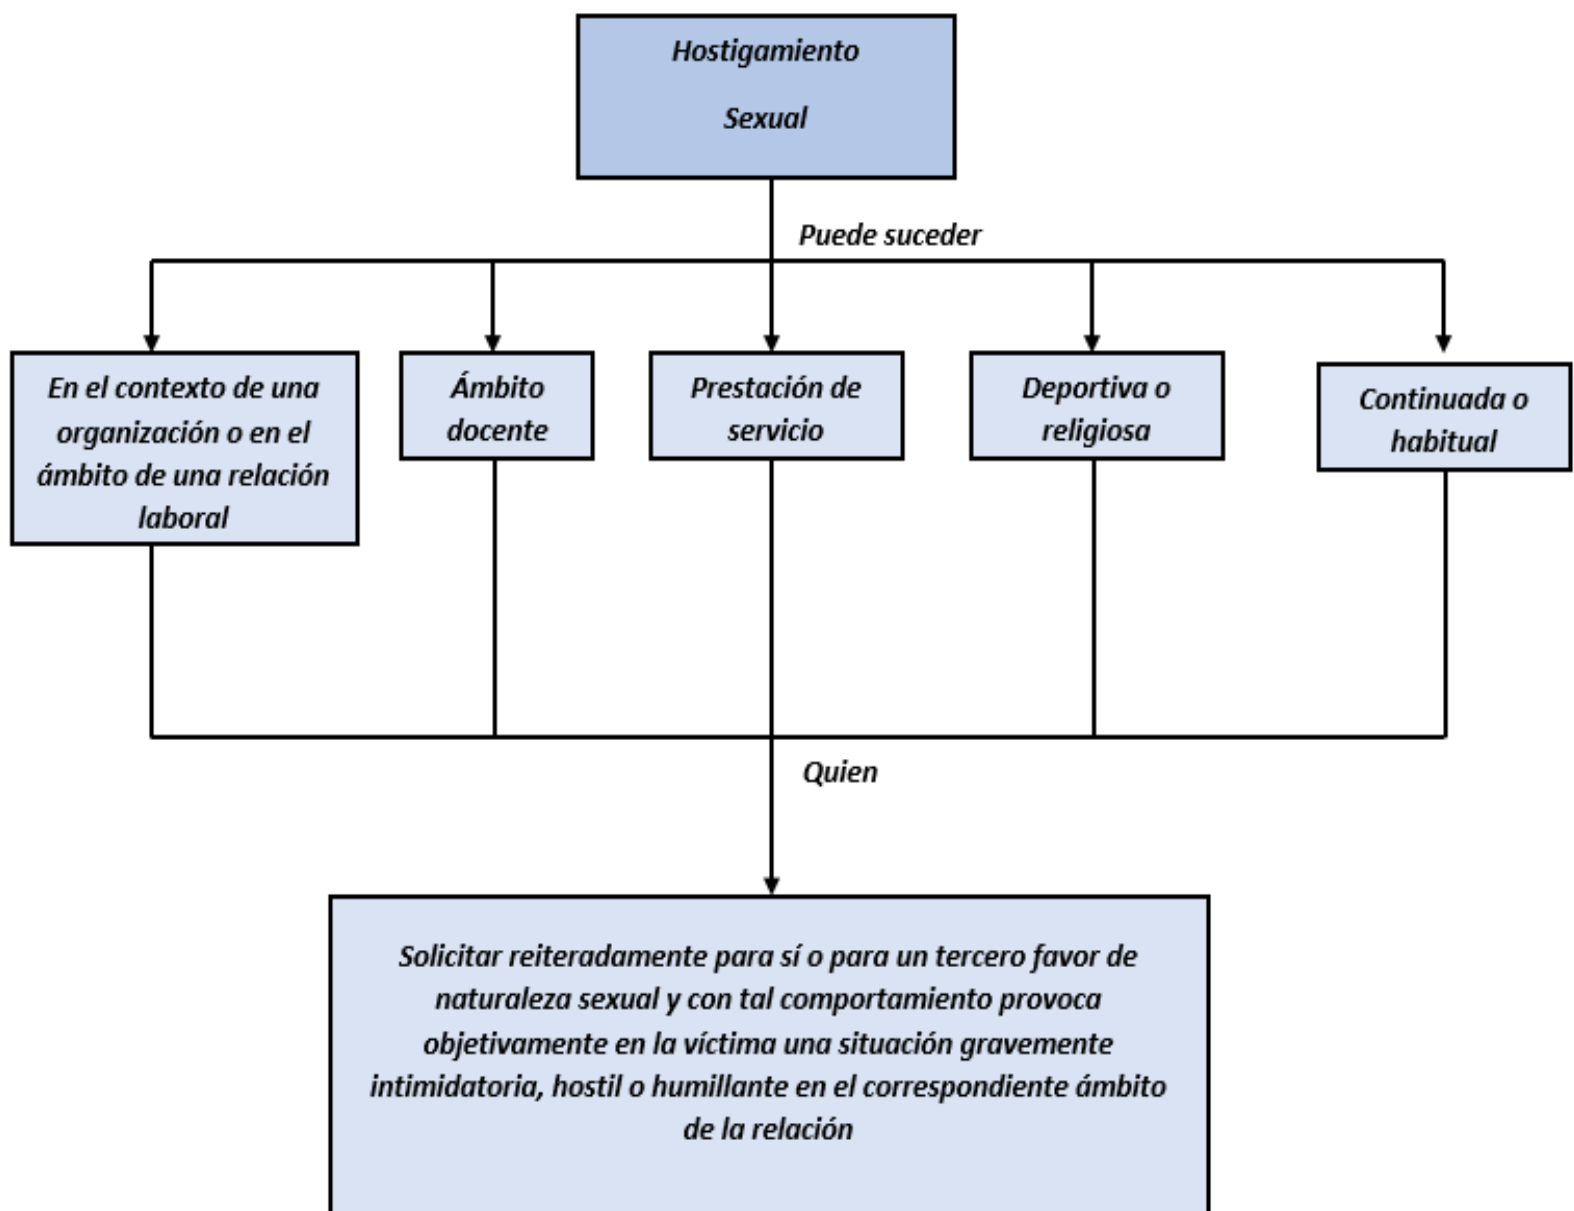 Hostigamiento
Sexual
Puede suceder
En el contexto de una
organización o en el
ámbito de una relación
laboral
Ámbito
docente
Prestación de
servicio
Deportiva o
religiosa
Continuada o
habitual
Quien
Solicitar reiteradamente para sí o para un tercero favor de
naturaleza sexual y con tal comportamiento provoca
objetivamente en la víctima una situación gravemente
intimidatoria, hostil o humillante en el correspondiente ámbito
de la relación